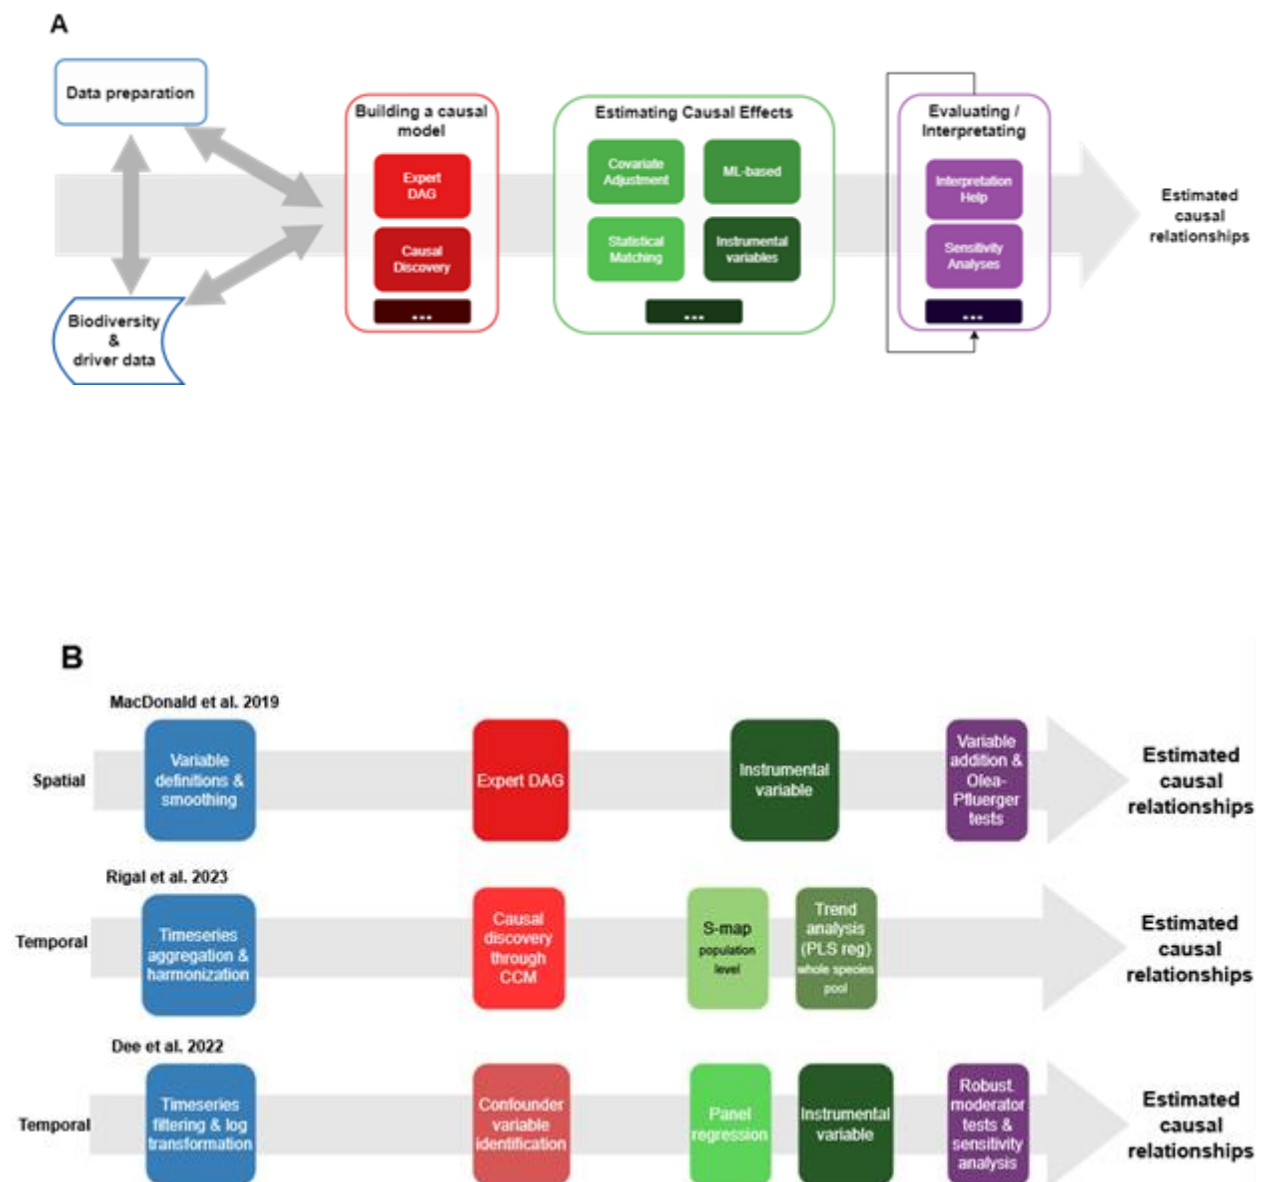 A
Data preparation
Biodiversity
&
driver data
Building a causal
model
Expert
DAG
Causal
Discovery
...
Estimating Causal Effects
Covariate
Adjustment
ML-based
Statistical
Matching
Instrumental
variables
...
Evaluating /
Interpretating
Interpretation
Help
Sensitivity
Analyses
...
Estimated
causal
relationships
B
MacDonald et al. 2019
Spatial
Variable
definitions &
smoothing
Expert DAG
Instrumental
variable
Variable
addition &
Olea-
Pfluerger
tests
Estimated
causal
relationships
Rigal et al. 2023
Temporal
Timeseries
aggregation &
harmonization
Causal
discovery
through
CCM
S-map
population
level
Trend
analysis
(PLS reg)
whole species
pool
Estimated
causal
relationships
Dee et al. 2022
Temporal
Timeseries
filtering & log
transformation
Confounder
variable
identification
Panel
regression
Instrumental
variable
Robust.
moderator
tests &
sensitivity
analysis
Estimated
causal
relationships